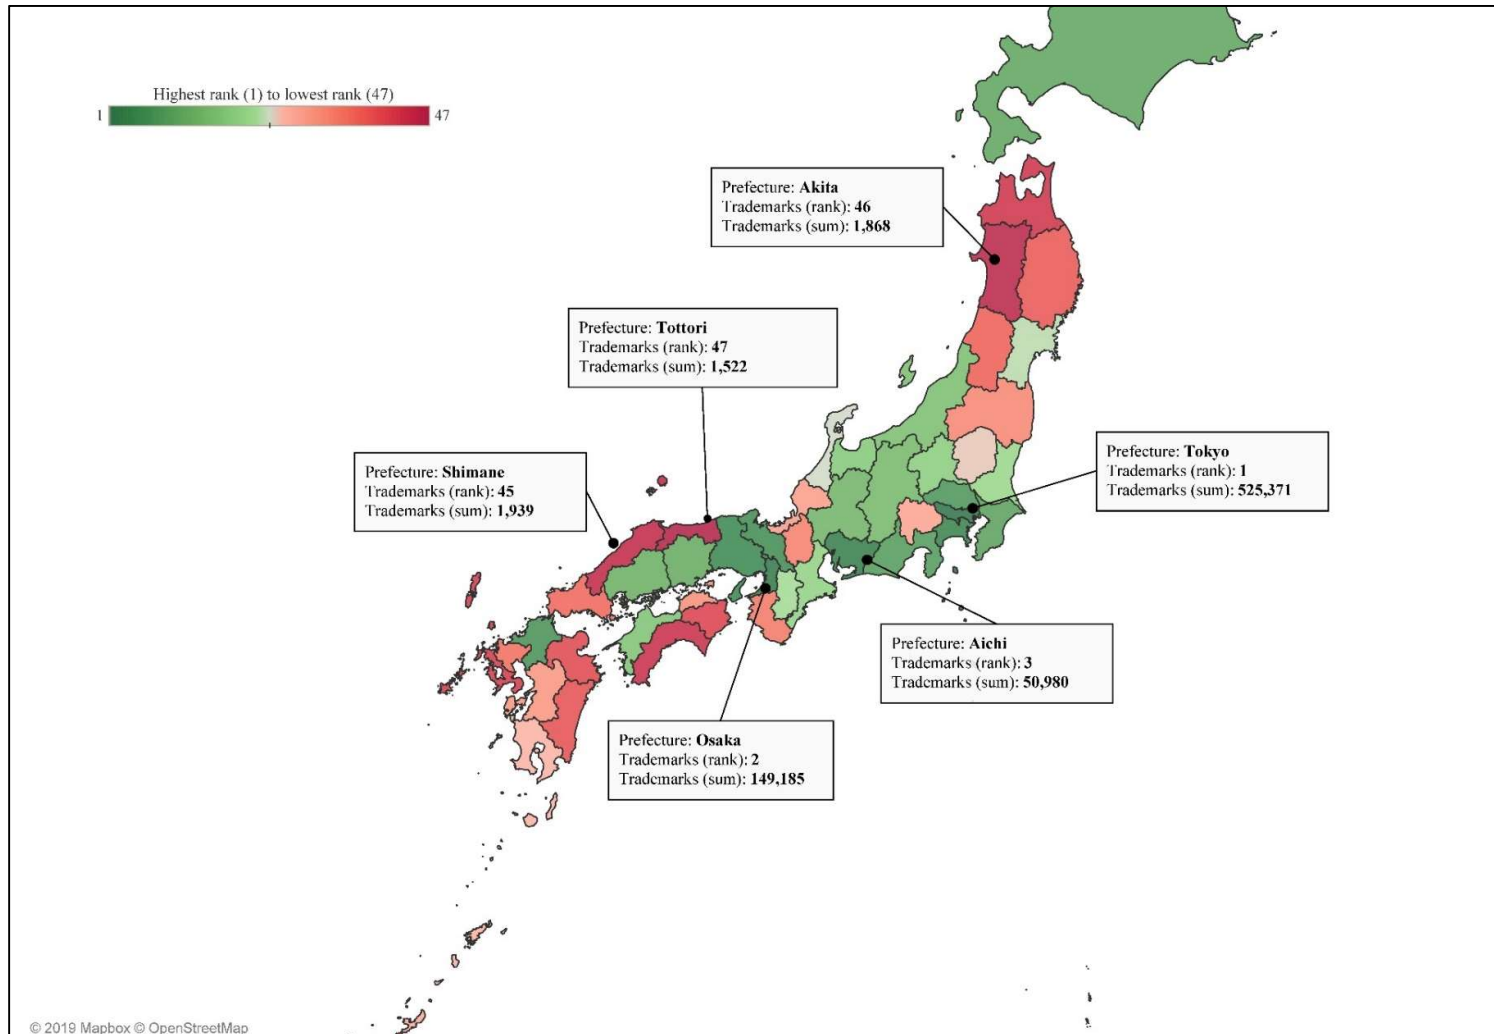 Highest rank (1) to lowest rank (47)
1
47
Prefecture: Akita
Trademarks (rank): 46
Trademarks (sum): 1,868
Prefecture: Tottori
Trademarks (rank): 47
Trademarks (sum): 1,522
Prefecture: Tokyo
Trademarks (rank): 1
Trademarks (sum): 525,371
Prefecture: Shimane
Trademarks (rank): 45
Trademarks (sum): 1,939
Prefecture: Aichi
Trademarks (rank): 3
Trademarks (sum): 50,980
Prefecture: Osaka
Trademarks (rank): 2
Trademarks (sum): 149,185
© 2019 Mapbox © OpenStreetMap